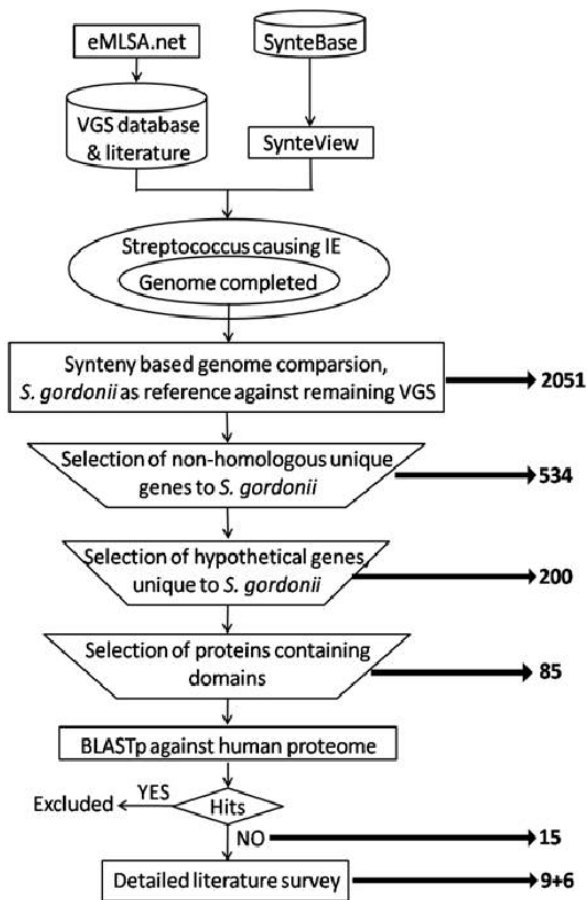 eMLSA.net
SynteBase
VGS database
& literature
SynteView
Streptococcus causing IE
Genome completed
Synteny based genome comparsion,
S. gordonii as reference against remaining VGS
2051
Selection of non-homologous unique
genes to S. gordonii
534
Selection of hypothetical genes,
unique to S. gordonii
200
Selection of proteins containing
domains
85
BLASTp against human proteome
Excluded
YES
Hits
NO
15
Detailed literature survey
9+6